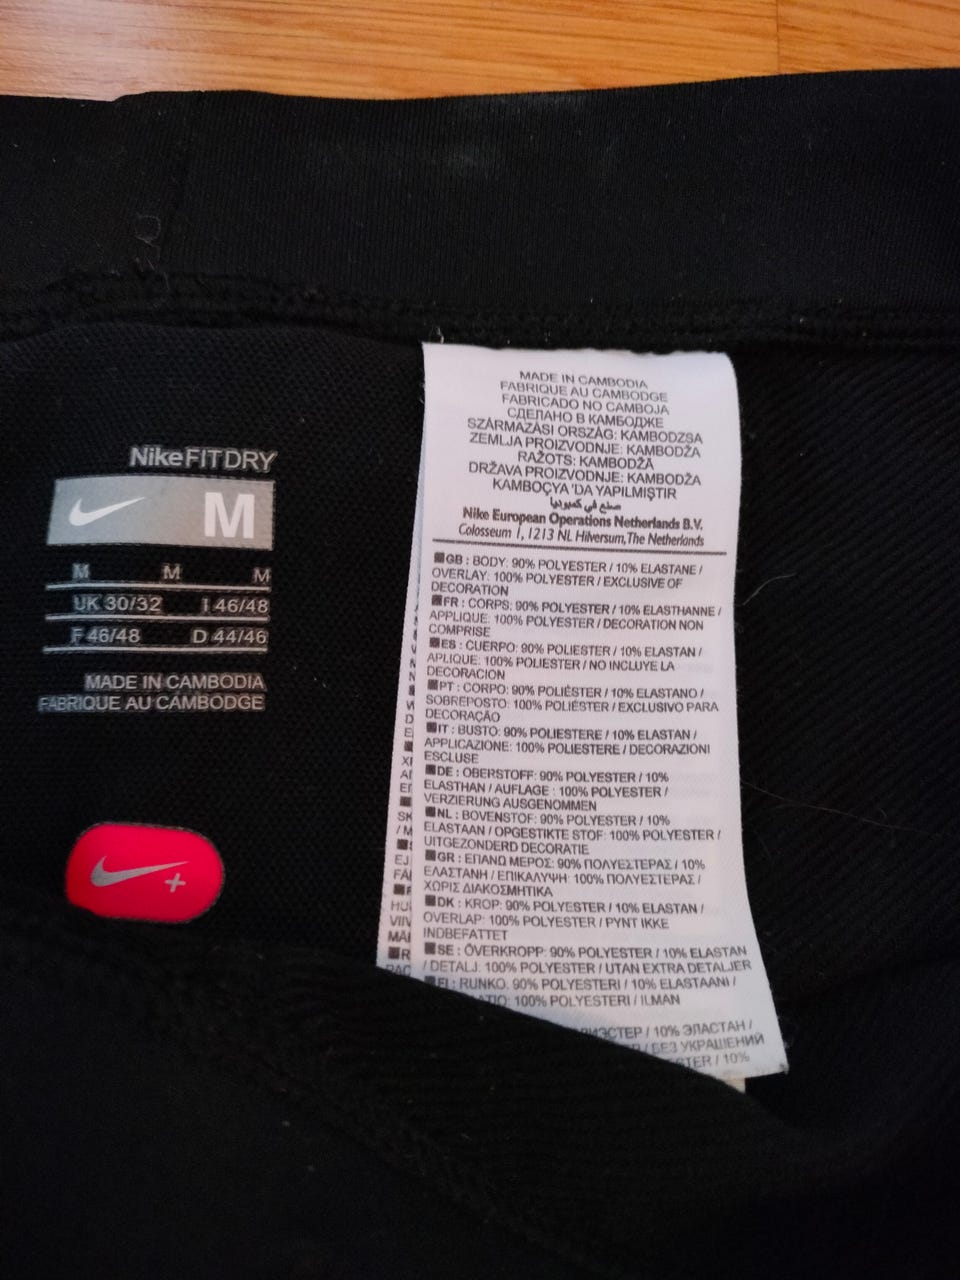 NikeFITDRY
M
M M M
UK 30/32 I 46/48
F 46/48 D 44/46
MADE IN CAMBODIA
FABRIQUE AU CAMBODGE
MADE IN CAMBODIA
FABRIQUE AU CAMBODGE
FABRICADO NO CAMBOJA
СДЕЛАНО В КАМБОДЖЕ
SZÁRMAZÁSI ORSZÁG: KAMBODZSA
ZEMLJA PROIZVODNJE: KAMBODŽA
RAŽOTS: KAMBODŽĀ
DRŽAVA PROIZVODNJE: KAMBODŽA
KAMBOÇYA 'DA YAPILMIŞTIR
صنع في كمبوديا
Nike European Operations Netherlands B.V.
Colosseum 1, 1213 NL Hilversum, The Netherlands
GB : BODY: 90% POLYESTER / 10% ELASTANE /
OVERLAY: 100% POLYESTER / EXCLUSIVE OF
DECORATION
FR : CORPS: 90% POLYESTER / 10% ELASTHANNE /
APPLIQUE: 100% POLYESTER / DECORATION NON
COMPRISE
ES : CUERPO: 90% POLIESTER / 10% ELASTAN /
APLIQUE: 100% POLIESTER / NO INCLUYE LA
DECORACION
PT : CORPO: 90% POLIÉSTER / 10% ELASTANO /
SOBREPOSTO: 100% POLIÉSTER / EXCLUSIVO PARA
DECORAÇÃO
IT : BUSTO: 90% POLIESTERE / 10% ELASTAN /
APPLICAZIONE: 100% POLIESTERE / DECORAZIONI
ESCLUSE
DE : OBERSTOFF: 90% POLYESTER / 10%
ELASTHAN / AUFLAGE : 100% POLYESTER /
VERZIERUNG AUSGENOMMEN
NL : BOVENSTOF: 90% POLYESTER / 10%
ELASTAAN / OPGESTIKTE STOF: 100% POLYESTER /
UITGEZONDERD DECORATIE
GR : ΕΠΑΝΩ ΜΕΡΟΣ: 90% ΠΟΛΥΕΣΤΕΡΑΣ / 10%
ΕΛΑΣΤΑΝΗ / ΕΠΙΚΑΛΥΨΗ: 100% ΠΟΛΥΕΣΤΕΡΑΣ /
ΧΩΡΙΣ ΔΙΑΚΟΣΜΗΤΙΚΑ
DK : KROP: 90% POLYESTER / 10% ELASTAN /
OVERLAP: 100% POLYESTER / PYNT IKKE
INDBEFATTET
SE : ÖVERKROPP: 90% POLYESTER / 10% ELASTAN
/ DETALJ: 100% POLYESTER / UTAN EXTRA DETALJER
FI : RUNKO: 90% POLYESTERI / 10% ELASTAANI /
100% POLYESTERI / ILMAN
/ 10% ЭЛАСТАН /
/ БЕЗ УКРАШЕНИЙ
/ 10%